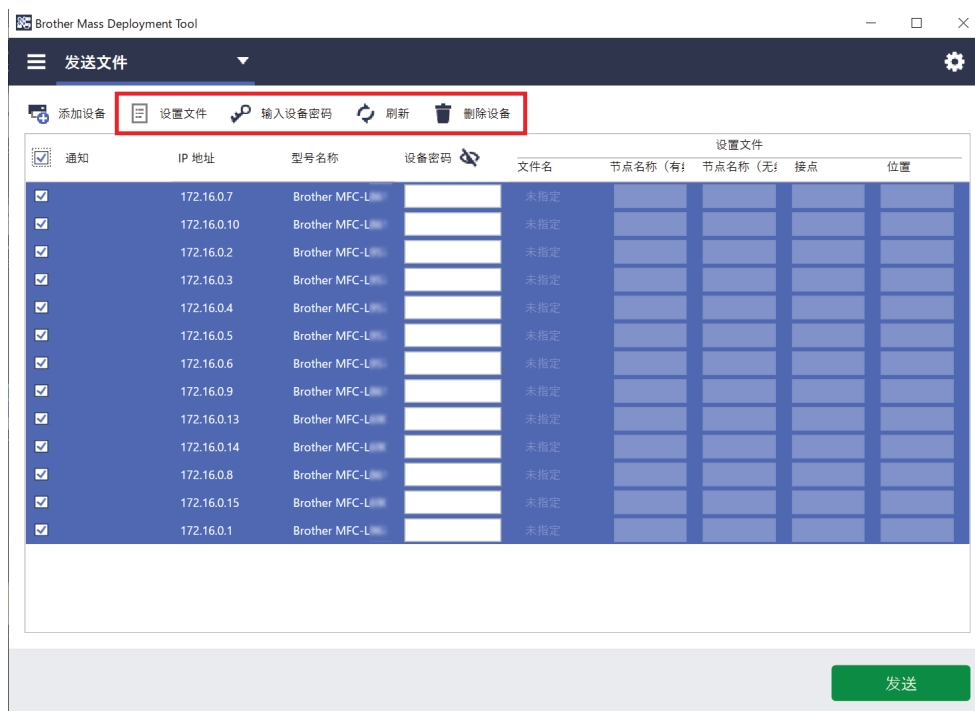 Brother Mass Deployment Tool
发送文件
添加设备 设置文件 输入设备密码 刷新 删除设备
设置文件
通知 IP 地址 型号名称 设备密码 文件名 节点名称（有 节点名称（无 接点 位置
172.16.0.7 Brother MFC-L 未指定
172.16.0.10 Brother MFC-L 未指定
172.16.0.2 Brother MFC-L 未指定
172.16.0.3 Brother MFC-L 未指定
172.16.0.4 Brother MFC-L 未指定
172.16.0.5 Brother MFC-L 未指定
172.16.0.6 Brother MFC-L 未指定
172.16.0.9 Brother MFC-L 未指定
172.16.0.13 Brother MFC-L 未指定
172.16.0.14 Brother MFC-L 未指定
172.16.0.8 Brother MFC-L 未指定
172.16.0.15 Brother MFC-L 未指定
172.16.0.1 Brother MFC-L 未指定
发送